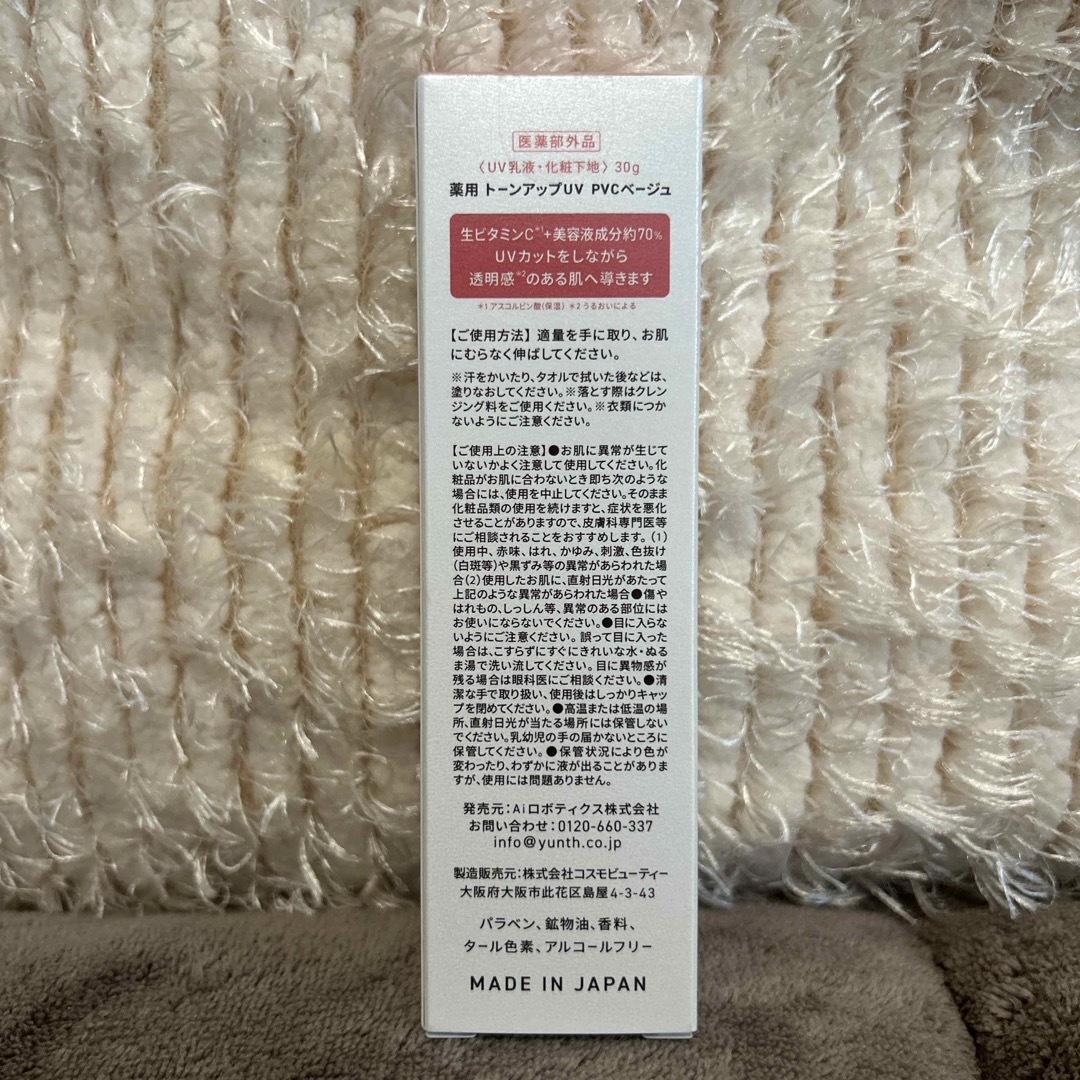 医薬部外品
〈UV乳液・化粧下地〉30g
薬用 トーンアップUV PVCベージュ
生ビタミンC*1+美容液成分約70%
UVカットをしながら
透明感*2のある肌へ導きます
*1 アスコルビン酸(保湿) *2 うるおいによる
【ご使用方法】適量を手に取り、お肌
にむらなく伸ばしてください。
※汗をかいたり、タオルで拭いた後などは、
塗りなおしてください。※落とす際はクレン
ジング料をご使用ください。※衣類につか
ないようにご注意ください。
【ご使用上の注意】●お肌に異常が生じて
いないかよく注意して使用してください。化
粧品がお肌に合わないとき即ち次のような
場合には、使用を中止してください。そのまま
化粧品類の使用を続けますと、症状を悪化
させることがありますので、皮膚科専門医等
にご相談されることをおすすめします。(1)
使用中、赤味、はれ、かゆみ、刺激、色抜け
(白斑等)や黒ずみ等の異常があらわれた場
合(2)使用したお肌に、直射日光があたって
上記のような異常があらわれた場合●傷や
はれもの、しっしん等、異常のある部位には
お使いにならないでください。●目に入らな
いようにご注意ください。誤って目に入った
場合は、こすらずにすぐにきれいな水・ぬる
ま湯で洗い流してください。目に異物感が
残る場合は眼科医にご相談ください。●清
潔な手で取り扱い、使用後はしっかりキャッ
プを閉めてください。●高温または低温の場
所、直射日光が当たる場所には保管しない
でください。乳幼児の手の届かないところに
保管してください。●保管状況により色が
変わったり、わずかに液が出ることがありま
すが、使用には問題ありません。
発売元:Aiロボティクス株式会社
お問い合わせ:0120-660-337
info@yunth.co.jp
製造販売元:株式会社コスモビューティー
大阪府大阪市此花区島屋4-3-43
パラベン、鉱物油、香料、
タール色素、アルコールフリー
MADE IN JAPAN